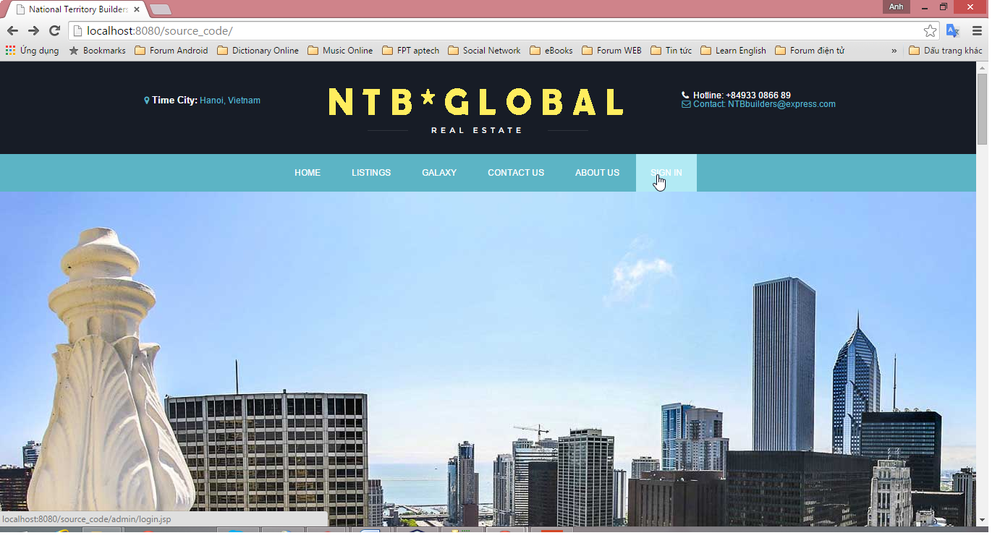 National Territory Builders
Anh
localhost:8080/source_code/
Ứng dụng Bookmarks Forum Android Dictionary Online Music Online FPT aptech Social Network eBooks Forum WEB Tin tức Learn English Forum điện tử » Dấu trang khác
Time City: Hanoi, Vietnam
NTB*GLOBAL
REAL ESTATE
Hotline: +84933 0866 89
Contact: NTBbuilders@express.com
HOME LISTINGS GALAXY CONTACT US ABOUT US SIGN IN
localhost:8080/source_code/admin/login.jsp